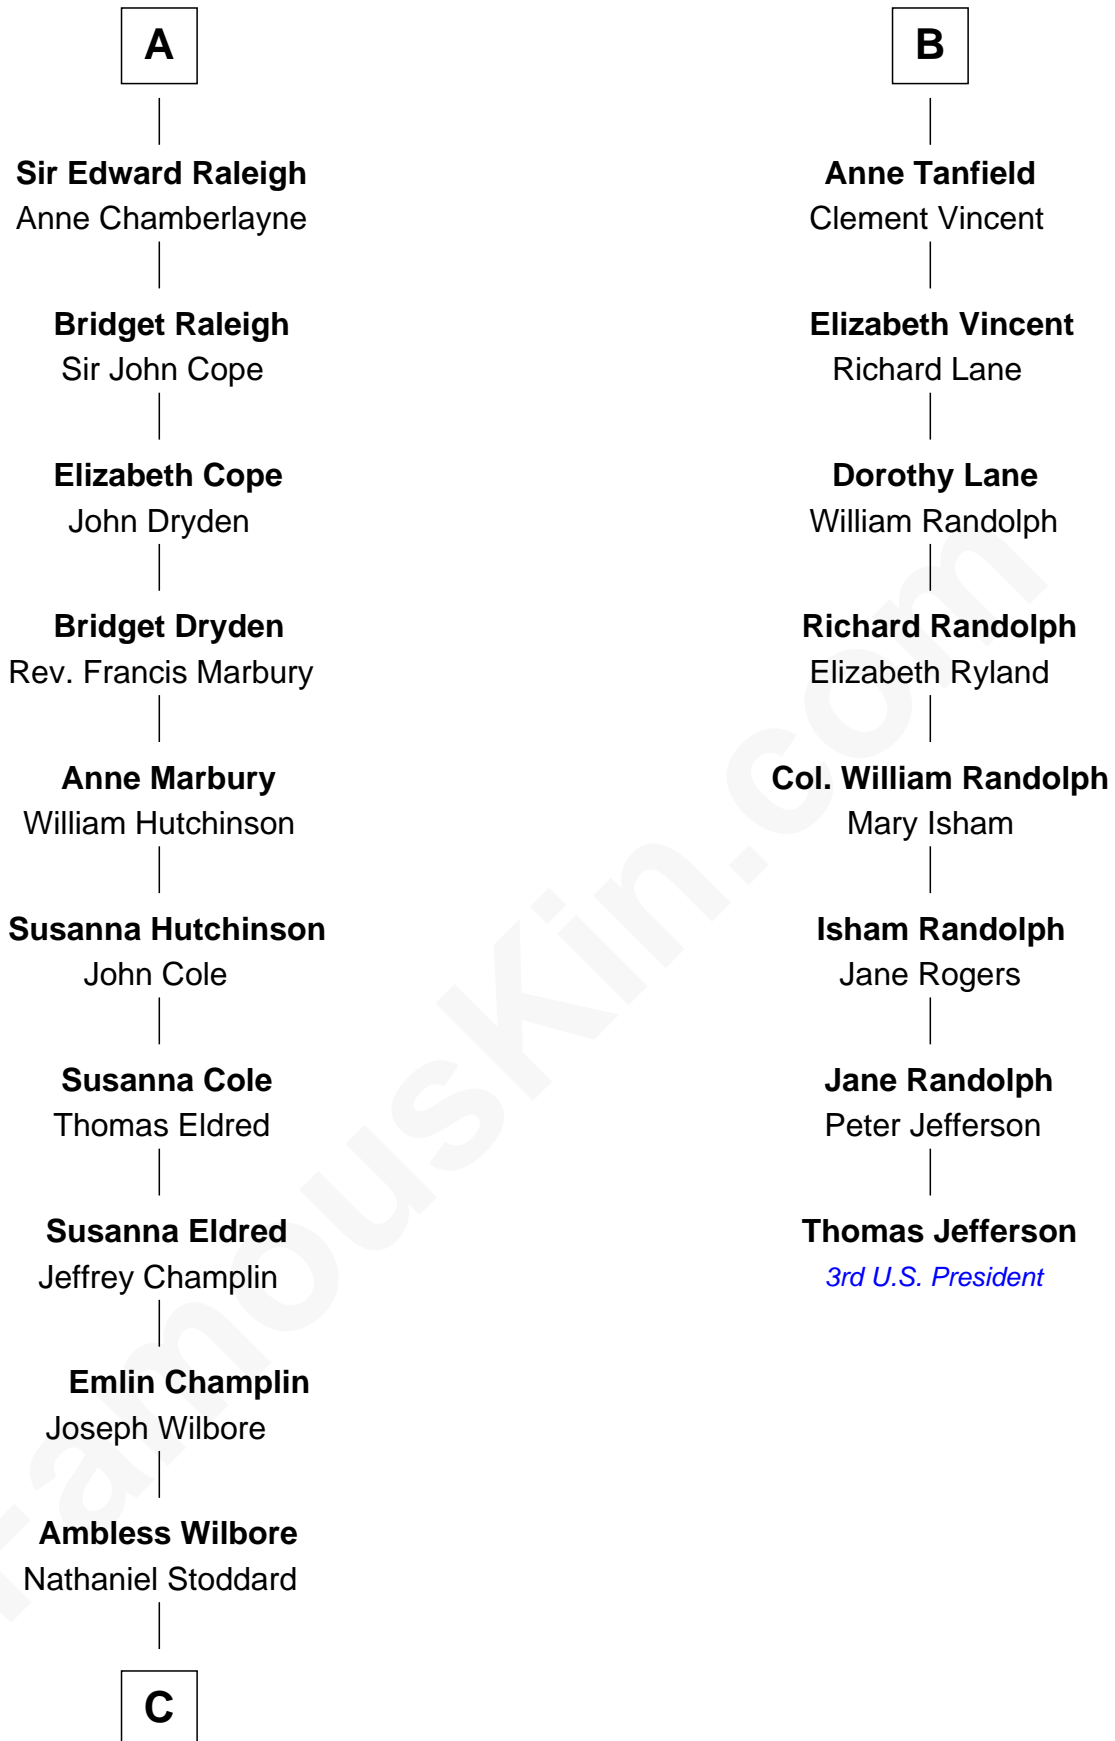 A
Sir Edward Raleigh
Anne Chamberlayne
Bridget Raleigh
Sir John Cope
Elizabeth Cope
John Dryden
Bridget Dryden
Rev. Francis Marbury
Anne Marbury
William Hutchinson
Susanna Hutchinson
John Cole
Susanna Cole
Thomas Eldred
Susanna Eldred
Jeffrey Champlin
Emlin Champlin
Joseph Wilbore
Ambless Wilbore
Nathaniel Stoddard
C
B
Anne Tanfield
Clement Vincent
Elizabeth Vincent
Richard Lane
Dorothy Lane
William Randolph
Richard Randolph
Elizabeth Ryland
Col. William Randolph
Mary Isham
Isham Randolph
Jane Rogers
Jane Randolph
Peter Jefferson
Thomas Jefferson
3rd U.S. President
FamousKin.com